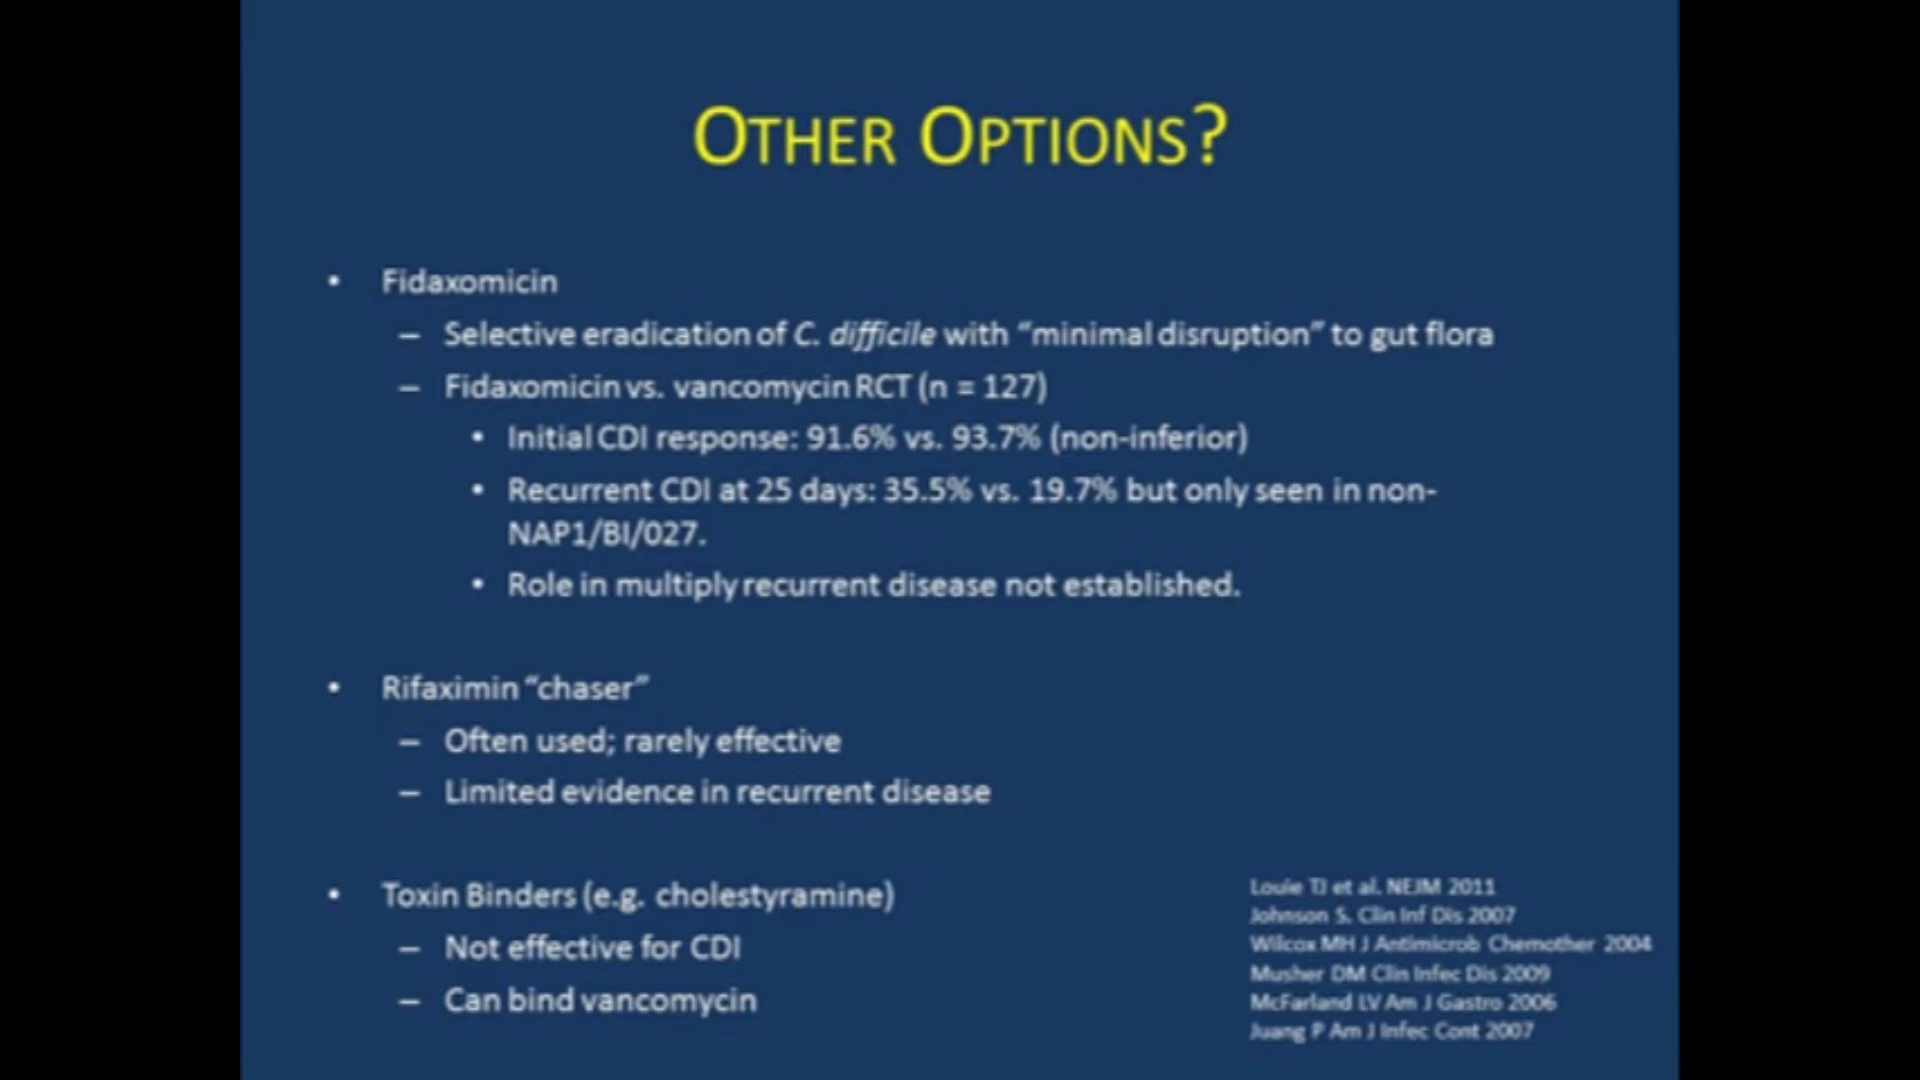 OTHER OPTIONS?
• Fidaxomicin
– Selective eradication of C. difficile with “minimal disruption” to gut flora
– Fidaxomicin vs. vancomycin RCT (n = 127)
• Initial CDI response: 91.6% vs. 93.7% (non-inferior)
• Recurrent CDI at 25 days: 35.5% vs. 19.7% but only seen in non-
NAP1/BI/027.
• Role in multiply recurrent disease not established.
• Rifaximin “chaser”
– Often used; rarely effective
– Limited evidence in recurrent disease
• Toxin Binders (e.g. cholestyramine)
– Not effective for CDI
– Can bind vancomycin
Louie TJ et al. NEJM 2011
Johnson S. Clin Inf Dis 2007
Wilcox MH J Antimicrob Chemother 2004
Musher DM Clin Infec Dis 2009
McFarland LV Am J Gastro 2006
Juang P Am J Infec Cont 2007